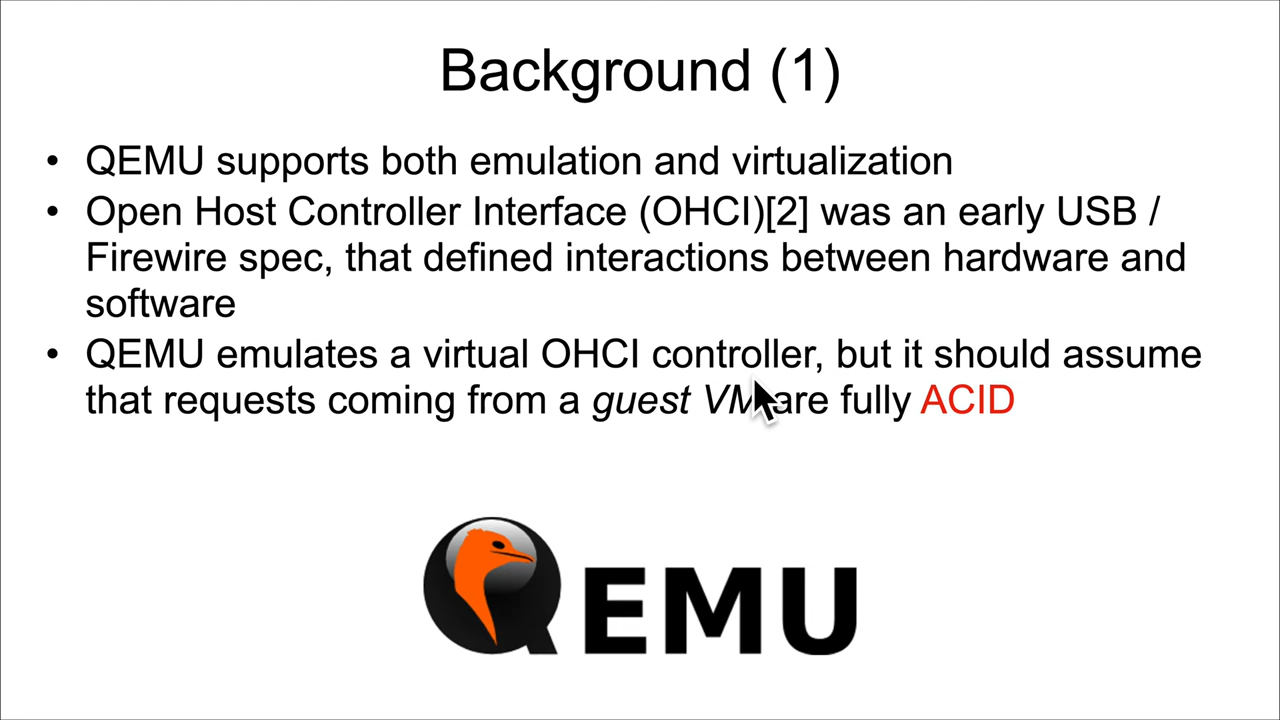 Background (1)
• QEMU supports both emulation and virtualization
• Open Host Controller Interface (OHCI)[2] was an early USB /
Firewire spec, that defined interactions between hardware and
software
• QEMU emulates a virtual OHCI controller, but it should assume
that requests coming from a guest VM are fully ACID
QEMU